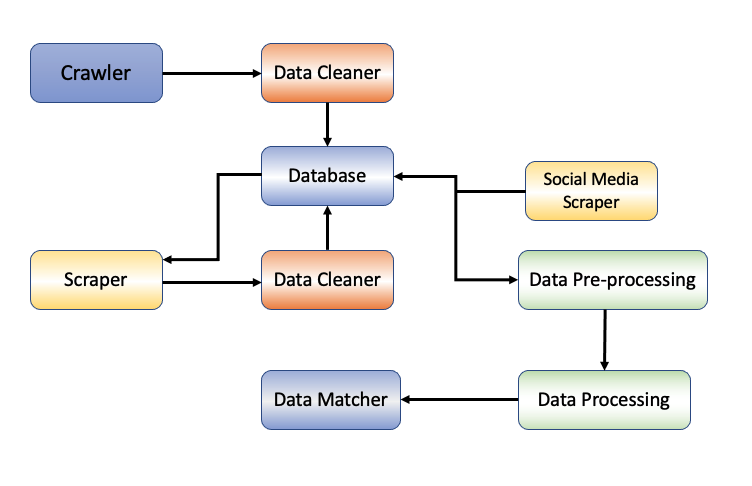 Crawler
Data Cleaner
Database
Social Media
Scraper
Scraper
Data Cleaner
Data Pre-processing
Data Matcher
Data Processing